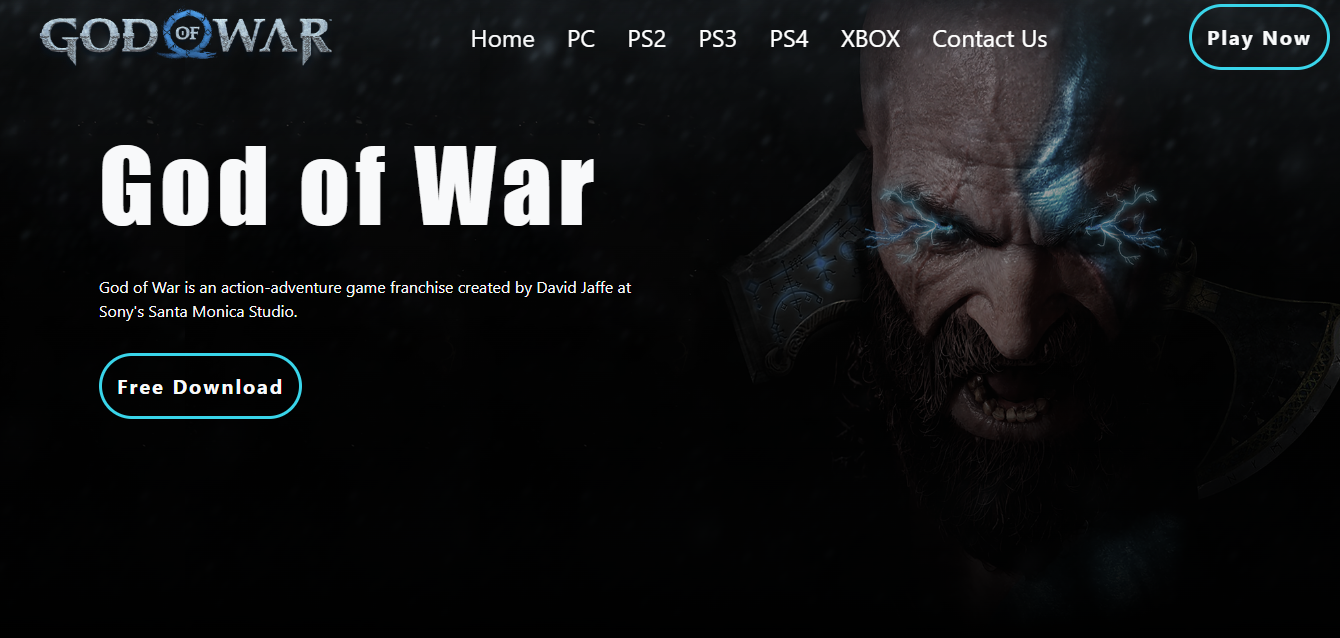 GOD OF WAR
Home PC PS2 PS3 PS4 XBOX Contact Us
Play Now
God of War
God of War is an action-adventure game franchise created by David Jaffe at
Sony's Santa Monica Studio.
Free Download